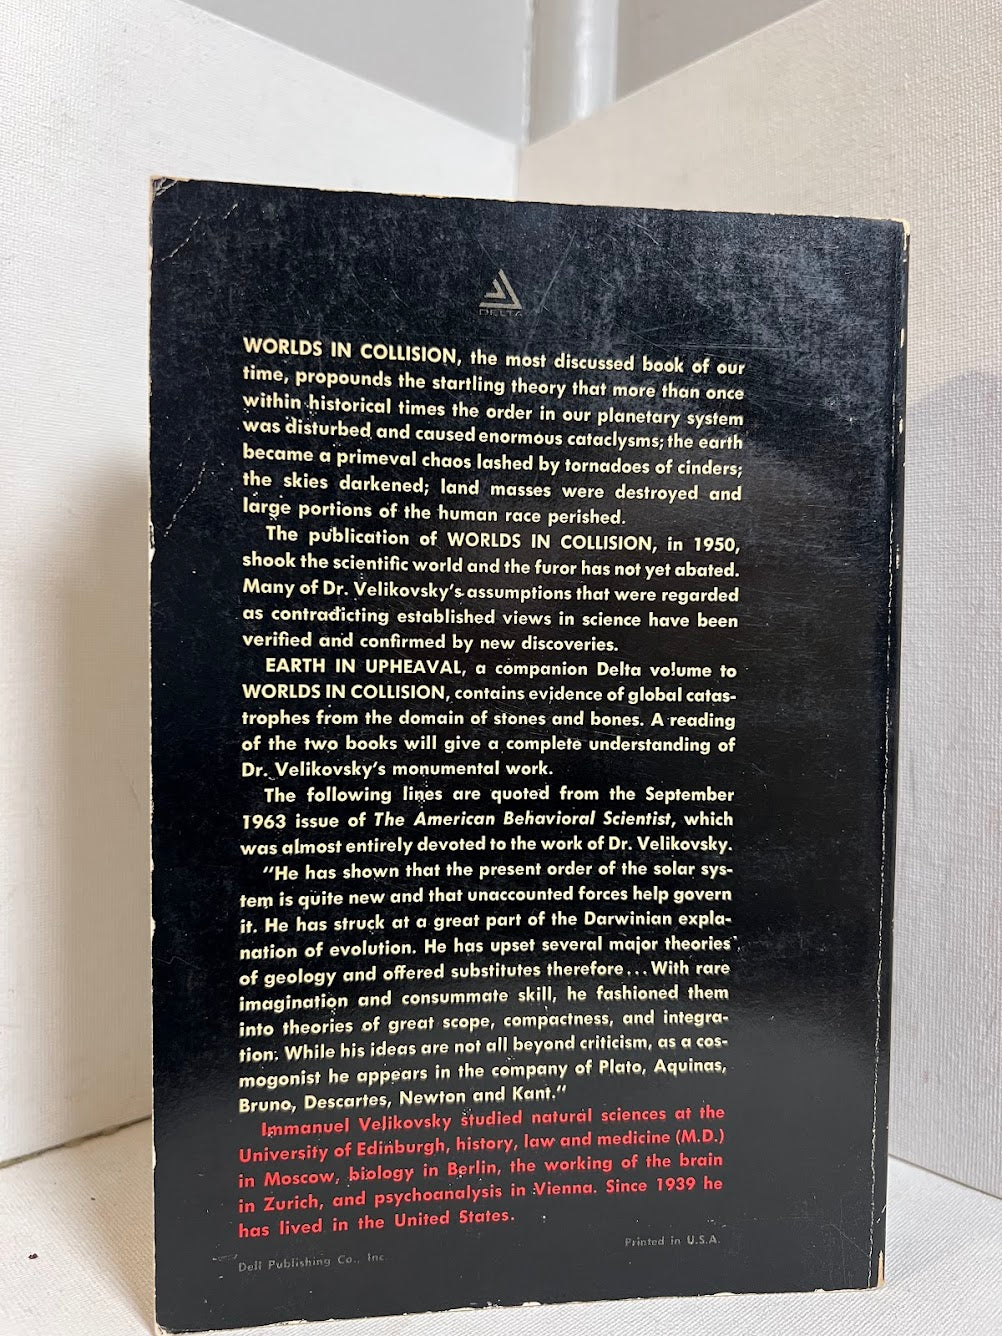 DELTA
WORLDS IN COLLISION, the most discussed book of our
time, propounds the startling theory that more than once
within historical times the order in our planetary system
was disturbed and caused enormous cataclysms; the earth
became a primeval chaos lashed by tornadoes of cinders;
the skies darkened; land masses were destroyed and
large portions of the human race perished.
The publication of WORLDS IN COLLISION, in 1950,
shook the scientific world and the furor has not yet abated.
Many of Dr. Velikovsky's assumptions that were regarded
as contradicting established views in science have been
verified and confirmed by new discoveries.
EARTH IN UPHEAVAL, a companion Delta volume to
WORLDS IN COLLISION, contains evidence of global catas-
trophes from the domain of stones and bones. A reading
of the two books will give a complete understanding of
Dr. Velikovsky's monumental work.
The following lines are quoted from the September
1963 issue of The American Behavioral Scientist, which
was almost entirely devoted to the work of Dr. Velikovsky.
"He has shown that the present order of the solar sys-
tem is quite new and that unaccounted forces help govern
it. He has struck at a great part of the Darwinian expla-
nation of evolution. He has upset several major theories
of geology and offered substitutes therefore... With rare
imagination and consummate skill, he fashioned them
into theories of great scope, compactness, and integra-
tion. While his ideas are not all beyond criticism, as a cos-
mogonist he appears in the company of Plato, Aquinas,
Bruno, Descartes, Newton and Kant."
Immanuel Velikovsky studied natural sciences at the
University of Edinburgh, history, law and medicine (M.D.)
in Moscow, biology in Berlin, the working of the brain
in Zurich, and psychoanalysis in Vienna. Since 1939 he
has lived in the United States.
Dell Publishing Co., Inc.
Printed in U.S.A.